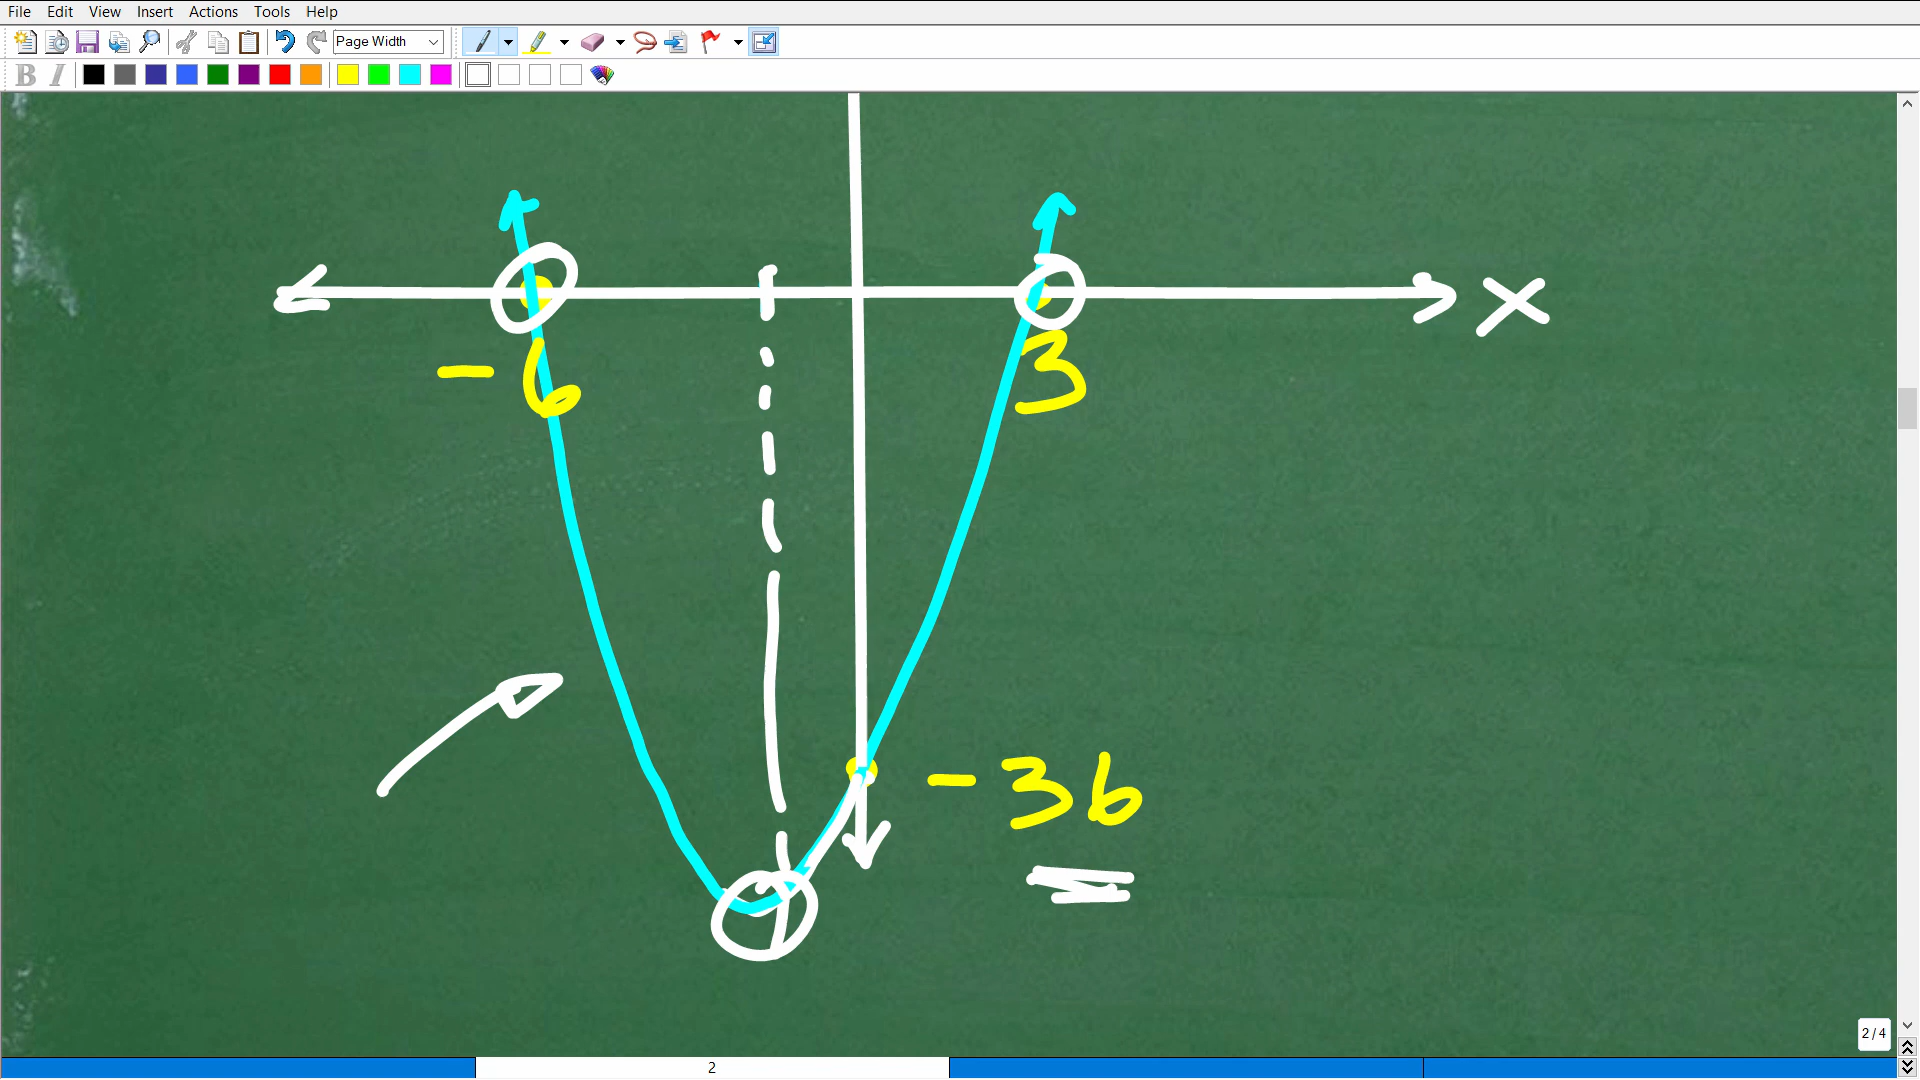 File Edit View Insert Actions Tools Help
Page Width
B I
X
-6 3
-36
2/4
2